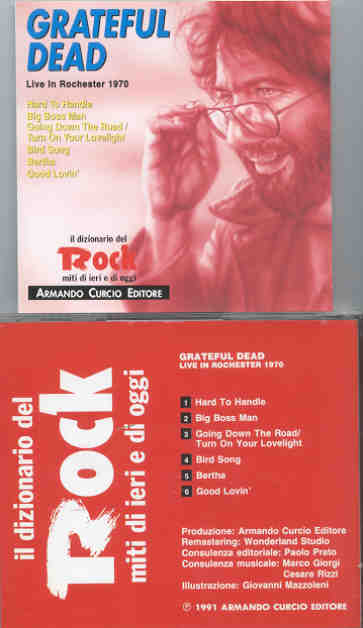 GRATEFUL
DEAD
Live In Rochester 1970
Hard To Handle
Big Boss Man
Going Down The Road/
Turn On Your Lovelight
Bird Song
Bertha
Good Lovin'
il dizionario del
Rock
miti di ieri e di oggi
ARMANDO CURCIO EDITORE
il dizionario del
Rock
miti di ieri e di oggi
GRATEFUL DEAD
LIVE IN ROCHESTER 1970
1 Hard To Handle
2 Big Boss Man
3 Going Down The Road/
Turn On Your Lovelight
4 Bird Song
5 Bertha
6 Good Lovin'
Produzione: Armando Curcio Editore
Remastering: Wonderland Studio
Consulenza editoriale: Paolo Prato
Consulenza musicale: Marco Giorgi
Cesare Rizzi
Illustrazione: Giovanni Mazzoleni
℗ 1991 ARMANDO CURCIO EDITORE